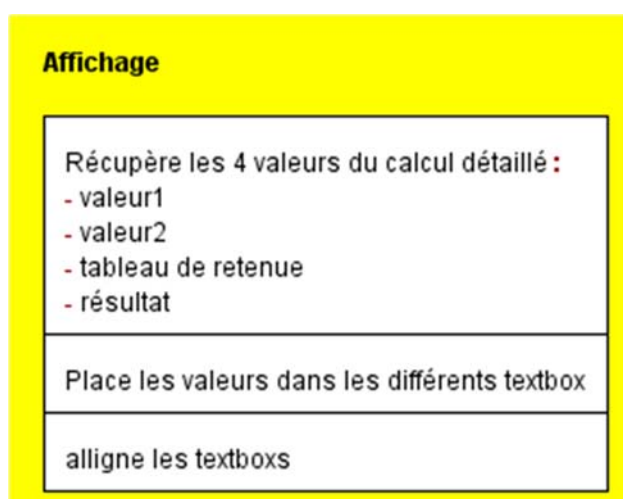 Affichage
Récupère les 4 valeurs du calcul détaillé :
- valeur1
- valeur2
- tableau de retenue
- résultat
Place les valeurs dans les différents textbox
alligne les textboxs